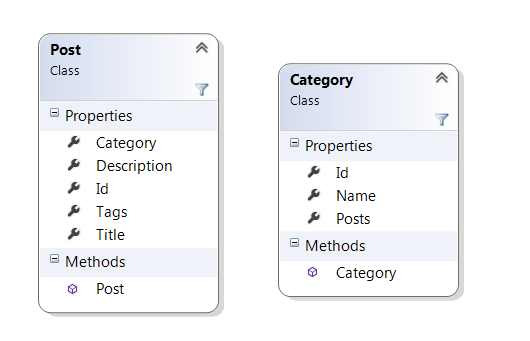 Post
Class
Properties
Category
Description
Id
Tags
Title
Methods
Post
Category
Class
Properties
Id
Name
Posts
Methods
Category